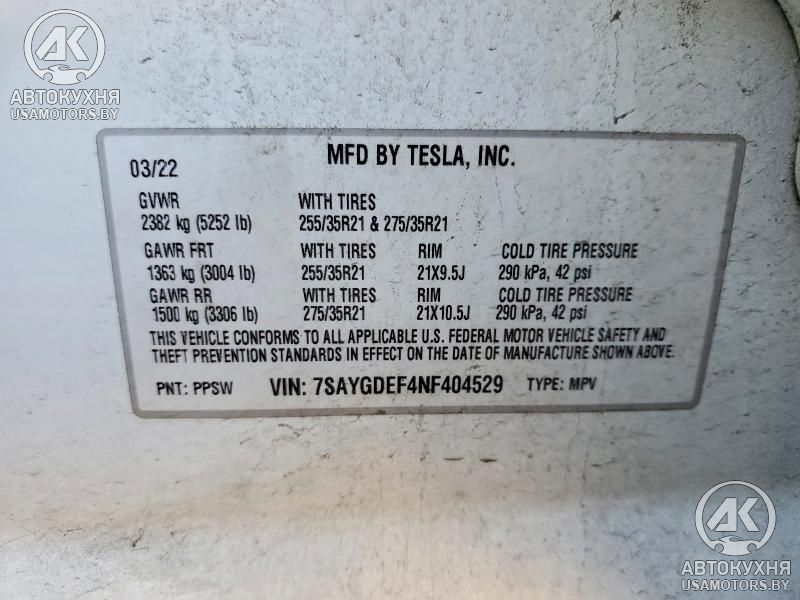 AK
АВТОКУХНЯ
USAMOTORS.BY
MFD BY TESLA, INC.
03/22
GVWR WITH TIRES
2382 kg (5252 lb) 255/35R21 & 275/35R21
GAWR FRT WITH TIRES RIM COLD TIRE PRESSURE
1363 kg (3004 lb) 255/35R21 21X9.5J 290 kPa, 42 psi
GAWR RR WITH TIRES RIM COLD TIRE PRESSURE
1500 kg (3306 lb) 275/35R21 21X10.5J 290 kPa, 42 psi
THIS VEHICLE CONFORMS TO ALL APPLICABLE U.S. FEDERAL MOTOR VEHICLE SAFETY AND
THEFT PREVENTION STANDARDS IN EFFECT ON THE DATE OF MANUFACTURE SHOWN ABOVE.
PNT: PPSW VIN: 7SAYGDEF4NF404529 TYPE: MPV
AK
АВТОКУХНЯ
USAMOTORS.BY